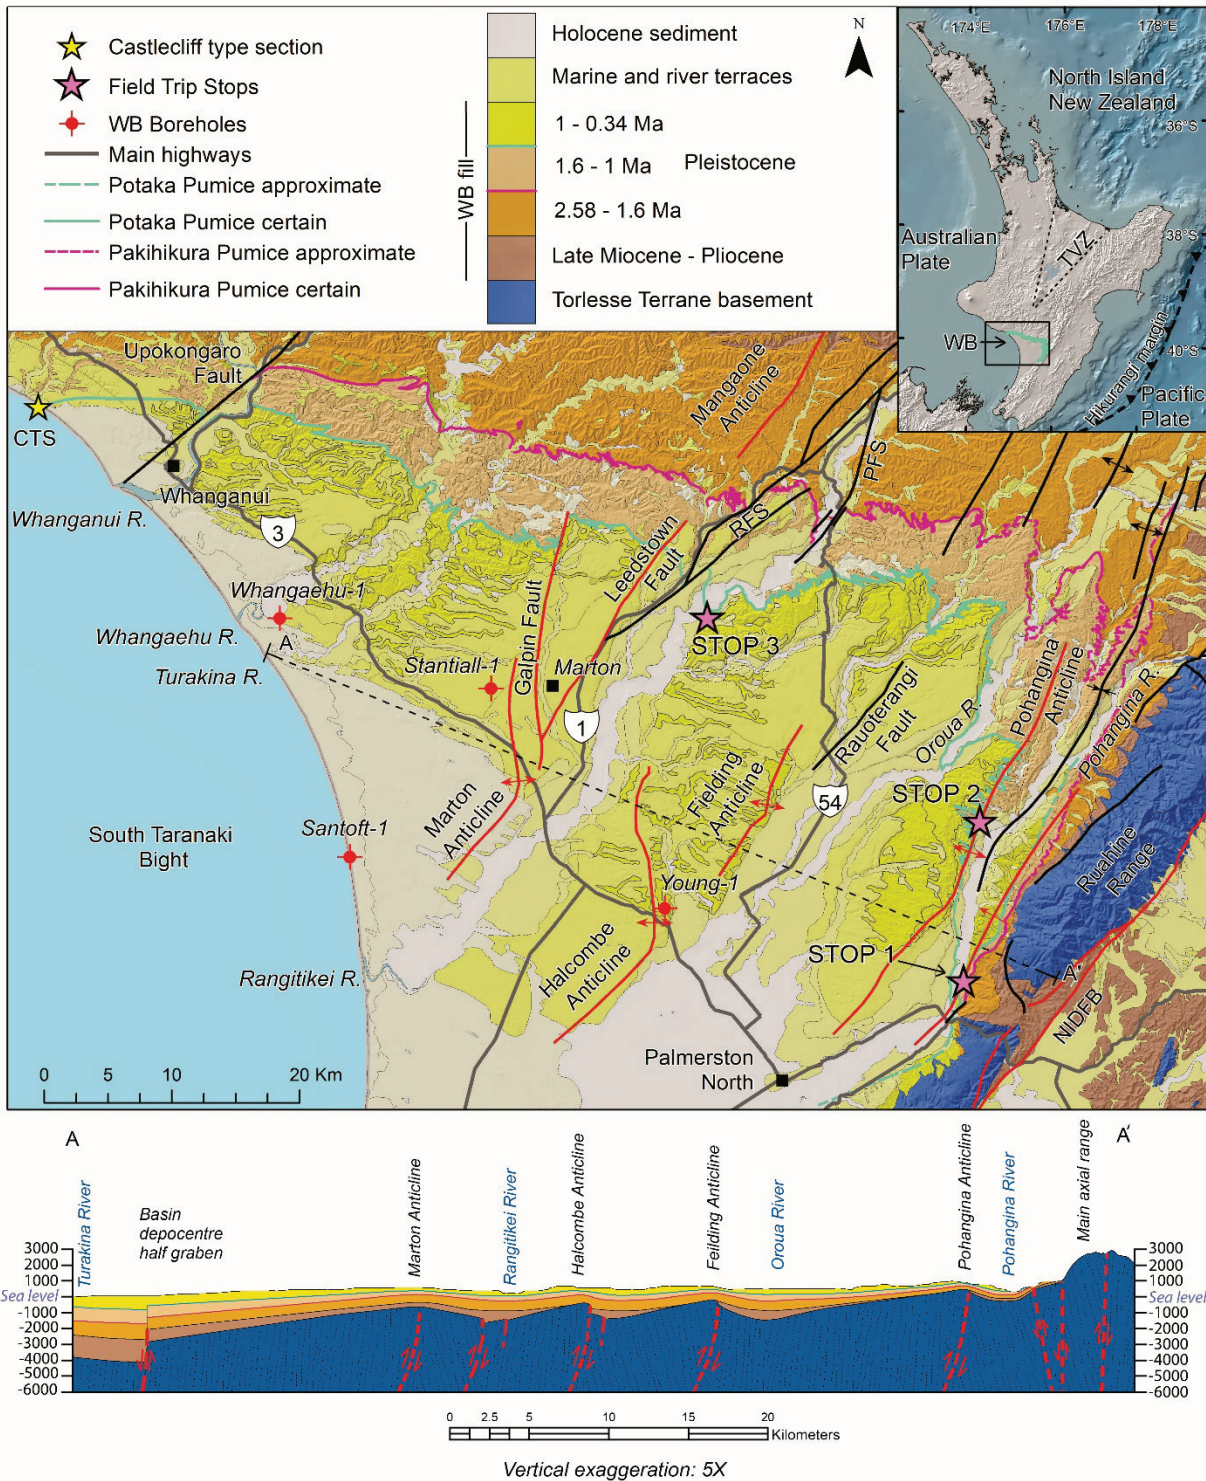 Castlecliff type section
Field Trip Stops
WB Boreholes
Main highways
Potaka Pumice approximate
Potaka Pumice certain
Pakihikura Pumice approximate
Pakihikura Pumice certain
WB fill
Holocene sediment
Marine and river terraces
1 - 0.34 Ma
1.6 - 1 Ma
Pleistocene
2.58 - 1.6 Ma
Late Miocene - Pliocene
Torlesse Terrane basement
N
174°E
176°E
178°E
North Island
New Zealand
36°S
38°S
40°S
Australian
Plate
TVZ
WB
Hikurangi margin
Pacific
Plate
Upokongaro
Fault
CTS
Whanganui
Whanganui R.
3
Mangaone
Anticline
PFS
RFS
Leedstown
Fault
Galpin Fault
Whangaehu-1
Whangaehu R.
A
Turakina R.
Stantiall-1
Marton
STOP 3
1
Rauoterangi
Fault
Oroua R.
Pohangina
Anticline
Pohangina R.
54
STOP 2
Fielding
Anticline
Marton
Anticline
Santoft-1
South Taranaki
Bight
Young-1
Ruahine
Range
STOP 1
A'
NIDFB
Halcombe
Anticline
Rangitikei R.
Palmerston
North
0
5
10
20 Km
A
A'
Turakina River
Basin
depocentre
half graben
Marton Anticline
Rangitikei River
Halcombe Anticline
Feilding Anticline
Oroua River
Pohangina Anticline
Pohangina River
Main axial range
3000
2000
1000
Sea level
-1000
-2000
-3000
-4000
-5000
-6000
3000
2000
1000
Sea level
-1000
-2000
-3000
-4000
-5000
-6000
0
2.5
5
10
15
20
Kilometers
Vertical exaggeration: 5X